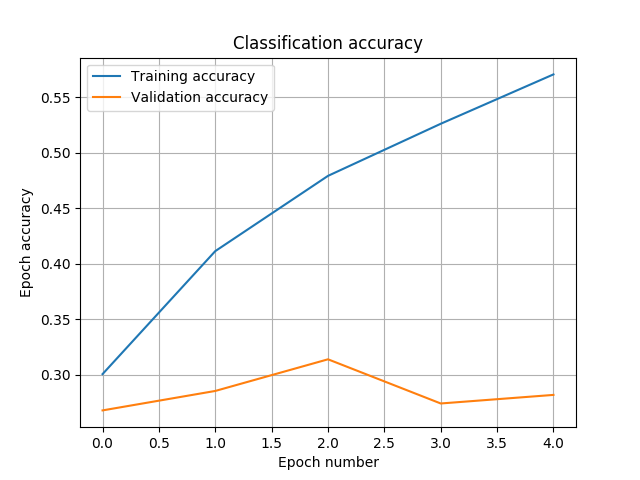 Classification accuracy
Training accuracy
Validation accuracy
Epoch accuracy
0.55
0.50
0.45
0.40
0.35
0.30
0.0 0.5 1.0 1.5 2.0 2.5 3.0 3.5 4.0
Epoch number